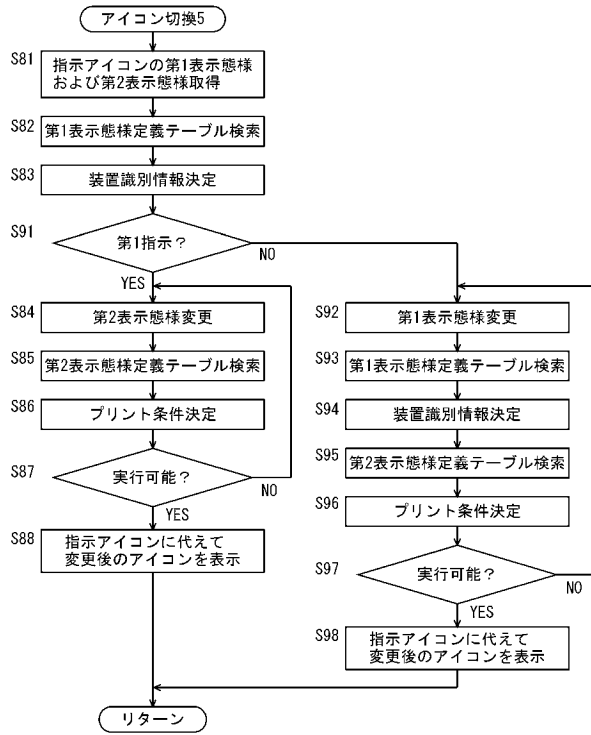 アイコン切換5
S81
指示アイコンの第1表示態様
および第2表示態様取得
S82
第1表示態様定義テーブル検索
S83
装置識別情報決定
S91
第1指示?
NO
YES
S84
第2表示態様変更
S85
第2表示態様定義テーブル検索
S86
プリント条件決定
S87
実行可能?
NO
YES
S88
指示アイコンに代えて
変更後のアイコンを表示
S92
第1表示態様変更
S93
第1表示態様定義テーブル検索
S94
装置識別情報決定
S95
第2表示態様定義テーブル検索
S96
プリント条件決定
S97
実行可能?
NO
YES
S98
指示アイコンに代えて
変更後のアイコンを表示
リターン